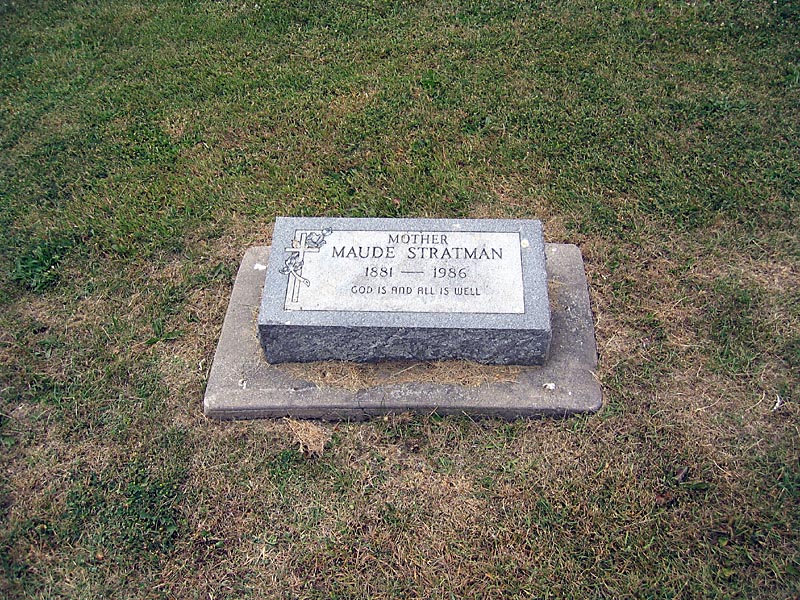 MOTHER
MAUDE STRATMAN
1881 — 1986
GOD IS AND ALL IS WELL